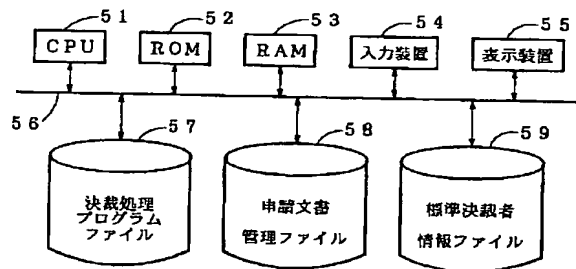 51
52
53
54
55
CPU
ROM
RAM
入力装置
表示装置
56
57
58
59
決裁処理
プログラム
ファイル
申請文書
管理ファイル
標準決裁者
情報ファイル